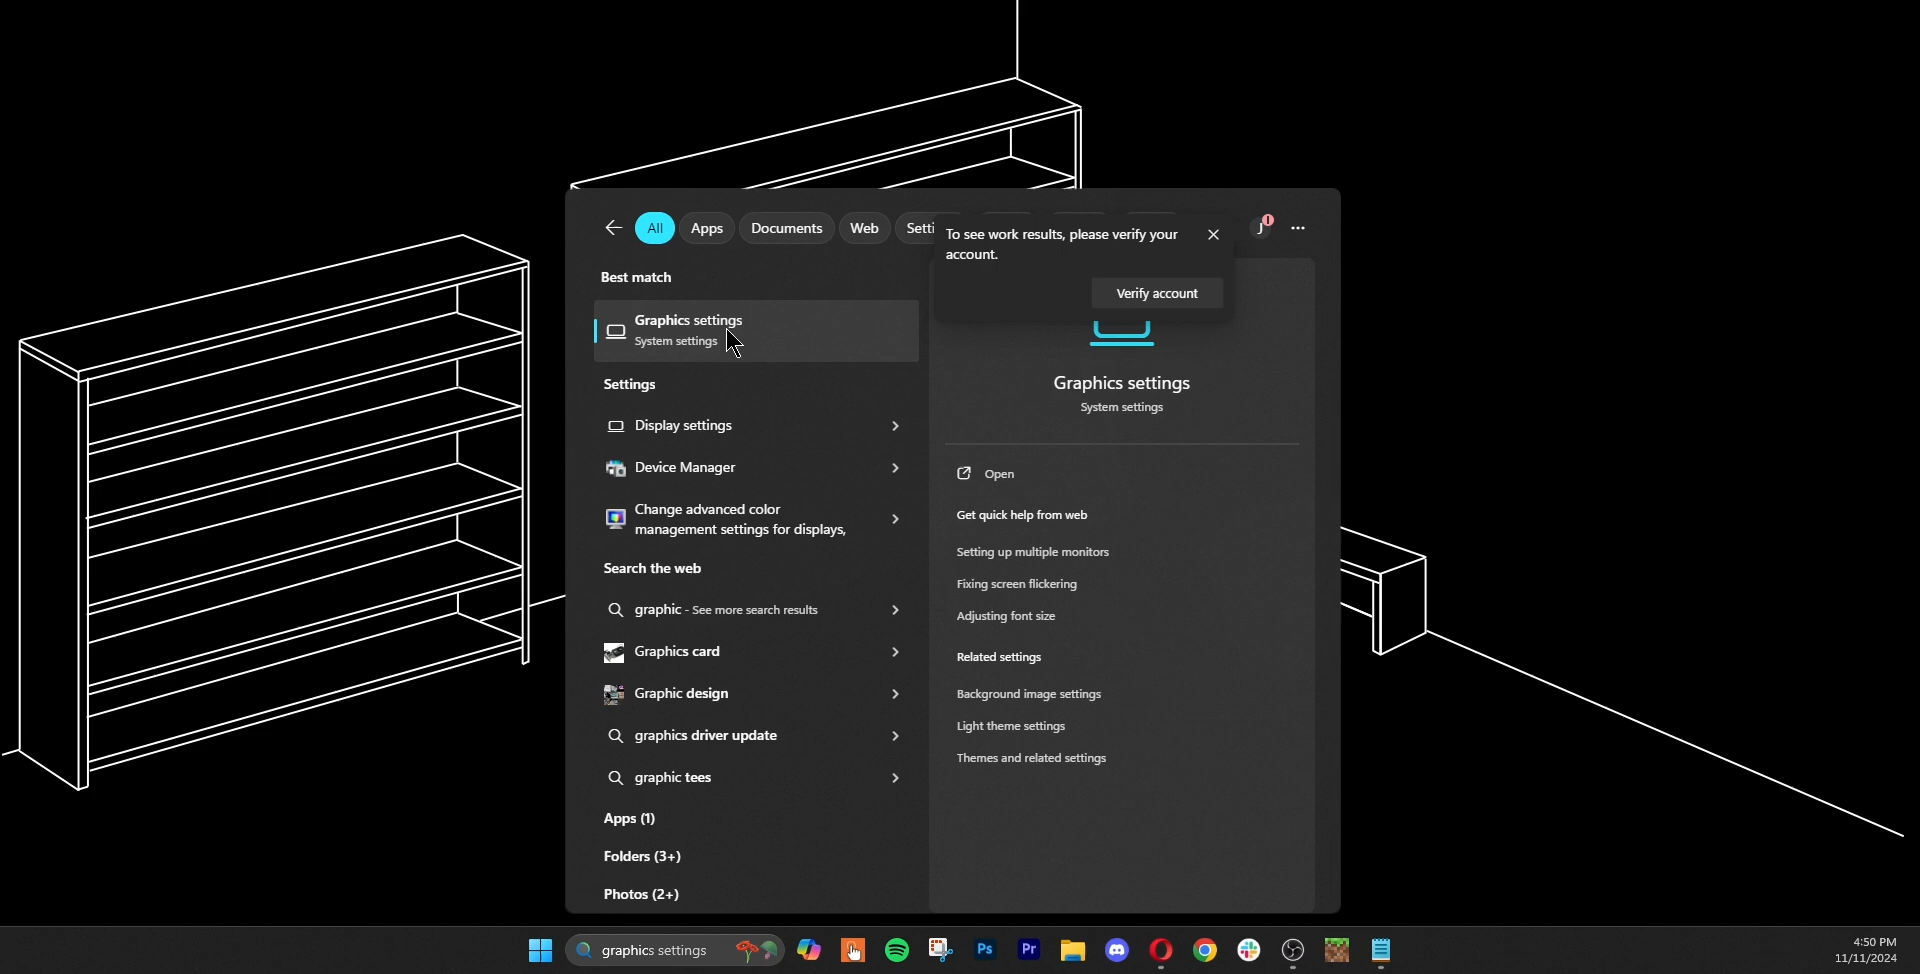 All
Apps
Documents
Web
Setti
J
To see work results, please verify your
account.
Verify account
Best match
Graphics settings
System settings
Settings
Display settings
Device Manager
Change advanced color
management settings for displays,
Search the web
graphic - See more search results
Graphics card
Graphic design
graphics driver update
graphic tees
Apps (1)
Folders (3+)
Photos (2+)
Graphics settings
System settings
Open
Get quick help from web
Setting up multiple monitors
Fixing screen flickering
Adjusting font size
Related settings
Background image settings
Light theme settings
Themes and related settings
graphics settings
Ps
Pr
4:50 PM
11/11/2024